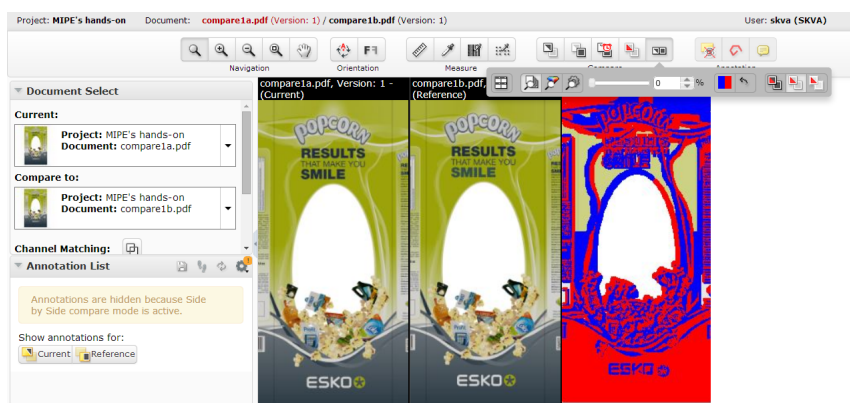 Project: MIPE's hands-on Document: compare1a.pdf (Version: 1) / compare1b.pdf (Version: 1) User: skva (SKVA)
Navigation Orientation Measure Compare Annotation
0 %
Document Select
Current:
Project: MIPE's hands-on
Document: compare1a.pdf
Compare to:
Project: MIPE's hands-on
Document: compare1b.pdf
Channel Matching:
Annotation List
Annotations are hidden because Side
by Side compare mode is active.
Show annotations for:
Current Reference
compare1a.pdf, Version: 1 -
(Current)
POPCORN
RESULTS
THAT MAKE YOU
SMILE
ESKO
compare1b.pdf,
(Reference)
POPCORN
RESULTS
THAT MAKE YOU
SMILE
ESKO
POPCORN
RESULTS
SMILE
ESKO